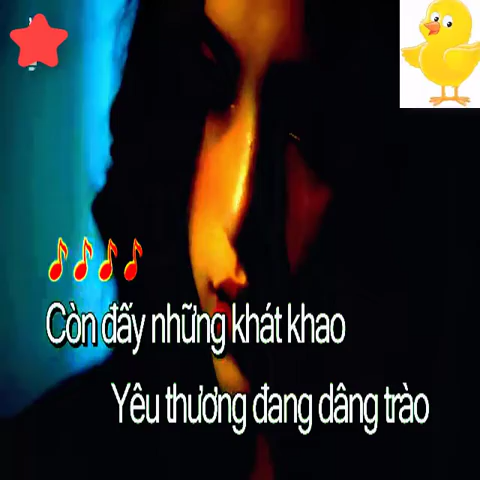 Còn đấy những khát khao
Yêu thương đang dâng trào